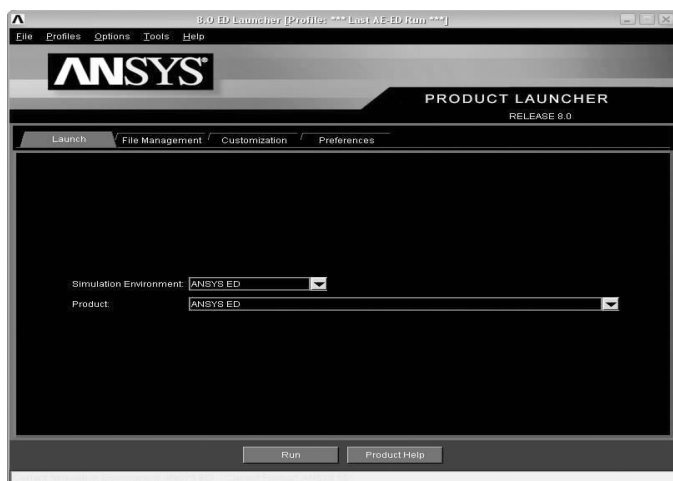 8.0 ED Launcher [Profile: *** Last AE-ED Run ***]
File Profiles Options Tools Help
ANSYS®
PRODUCT LAUNCHER
RELEASE 8.0
Launch File Management Customization Preferences
Simulation Environment: ANSYS ED
Product: ANSYS ED
Run Product Help